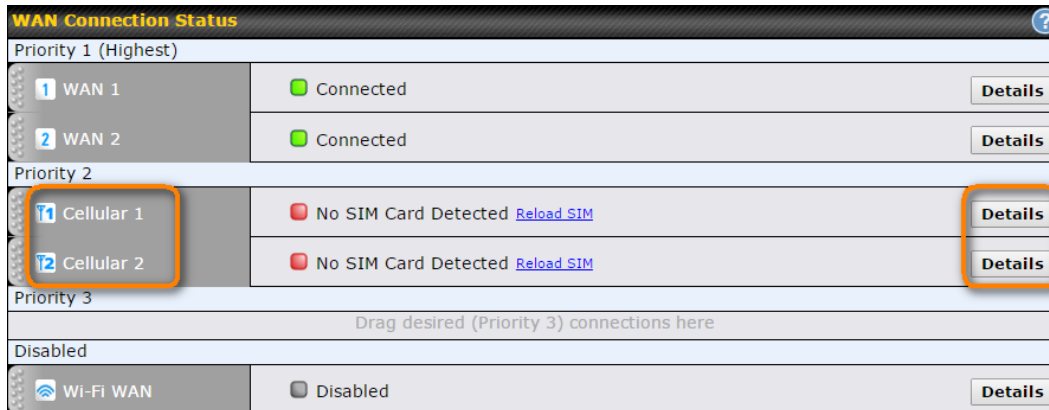 WAN Connection Status
?
Priority 1 (Highest)
1 WAN 1 Connected Details
2 WAN 2 Connected Details
Priority 2
1 Cellular 1 No SIM Card Detected Reload SIM Details
2 Cellular 2 No SIM Card Detected Reload SIM Details
Priority 3
Drag desired (Priority 3) connections here
Disabled
Wi-Fi WAN Disabled Details